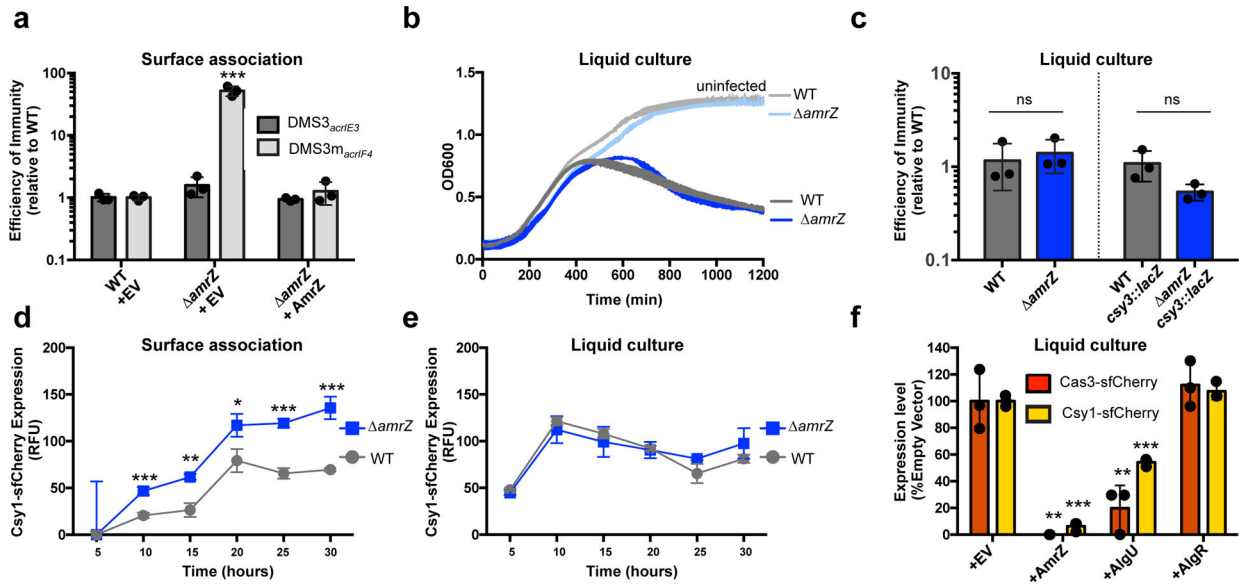 a
Surface association
Efficiency of Immunity
(relative to WT)
100
10
1
0.1
***
DMS3acrIE3
DMS3macrIF4
WT
+EV
ΔamrZ
+ EV
ΔamrZ
+ AmrZ
b
Liquid culture
OD600
1.5
1.0
0.5
0.0
0
200
400
600
800
1000
1200
Time (min)
uninfected
WT
ΔamrZ
WT
ΔamrZ
c
Liquid culture
Efficiency of Immunity
(relative to WT)
10
1
0.1
ns
ns
WT
ΔamrZ
WT
csy3::lacZ
ΔamrZ
csy3::lacZ
d
Surface association
Csy1-sfCherry Expression
(RFU)
200
150
100
50
0
5
10
15
20
25
30
Time (hours)
***
**
*
***
***
ΔamrZ
WT
e
Liquid culture
Csy1-sfCherry Expression
(RFU)
200
150
100
50
0
5
10
15
20
25
30
Time (hours)
ΔamrZ
WT
f
Liquid culture
Expression level
(%Empty Vector)
140
120
100
80
60
40
20
0
Cas3-sfCherry
Csy1-sfCherry
**
***
**
***
+EV
+AmrZ
+AlgU
+AlgR